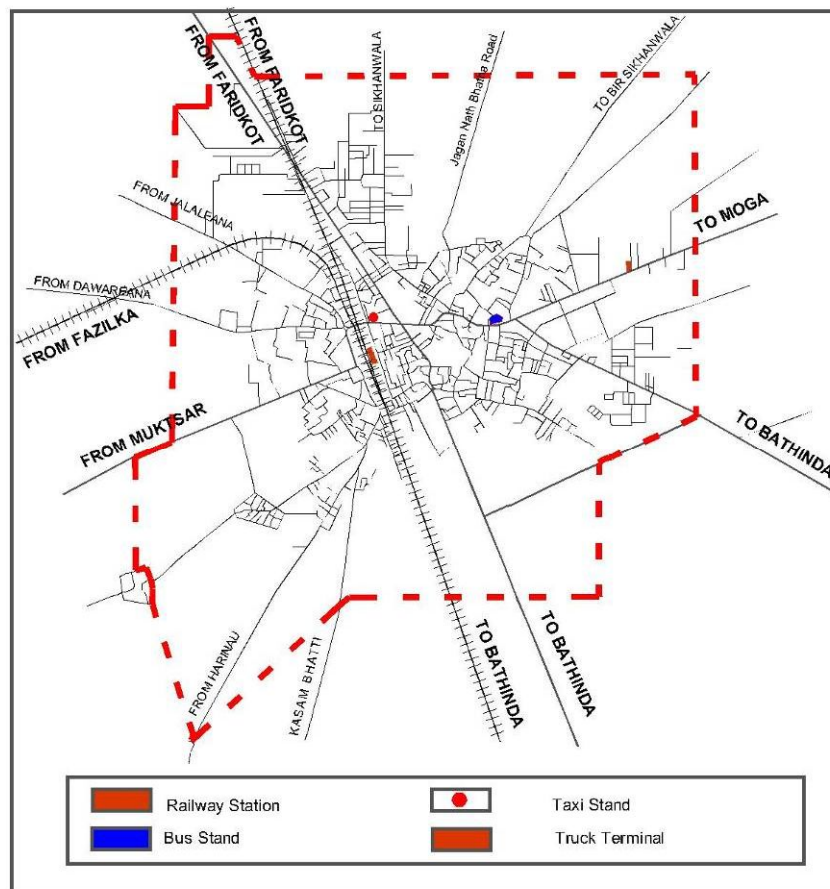 FROM FARIDKOT
FROM FARIDKOT
TO SIKHANWALA
Jagan Nath Bhatha Road
TO BIR SIKHANWALA
FROM JALALEANA
TO MOGA
FROM DAWAREANA
FROM FAZILKA
FROM MUKTSAR
TO BATHINDA
FROM HARINAU
KASAM BHATTI
TO BATHINDA
TO BATHINDA
Railway Station
Taxi Stand
Bus Stand
Truck Terminal